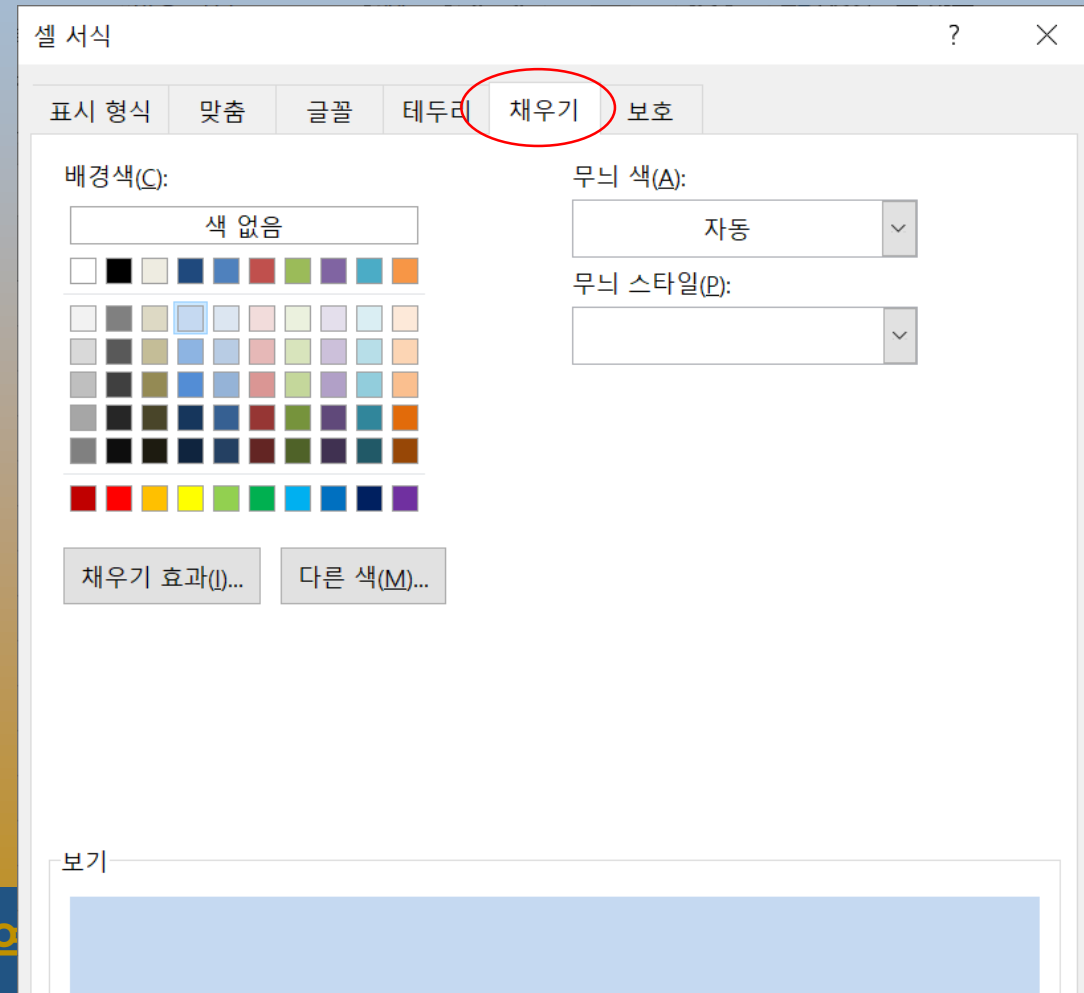 셀 서식
?
표시 형식 맞춤 글꼴 테두리 채우기 보호
배경색(C):
색 없음
무늬 색(A):
자동
무늬 스타일(P):
채우기 효과(I)... 다른 색(M)...
보기